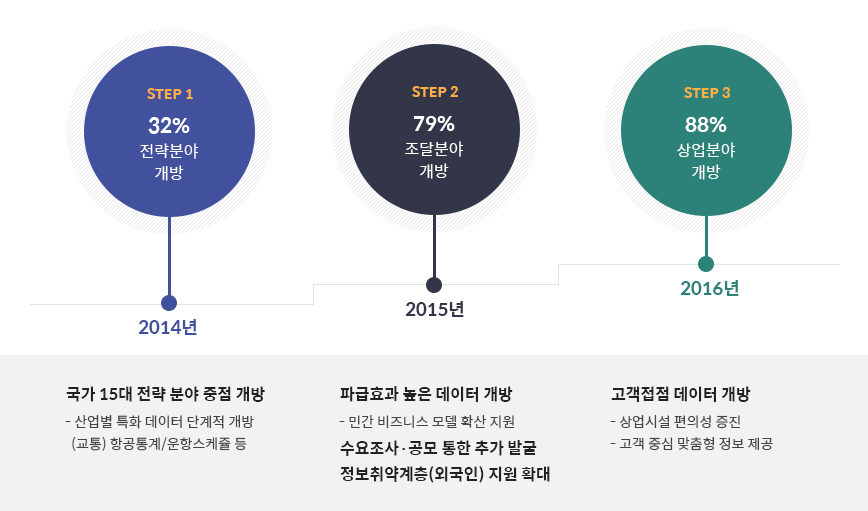 STEP 1
32%
전략분야
개방
2014년
STEP 2
79%
조달분야
개방
2015년
STEP 3
88%
상업분야
개방
2016년
국가 15대 전략 분야 중점 개방
- 산업별 특화 데이터 단계적 개방
(교통) 항공통계/운항스케쥴 등
파급효과 높은 데이터 개방
- 민간 비즈니스 모델 확산 지원
수요조사·공모 통한 추가 발굴
정보취약계층(외국인) 지원 확대
고객접점 데이터 개방
- 상업시설 편의성 증진
- 고객 중심 맞춤형 정보 제공